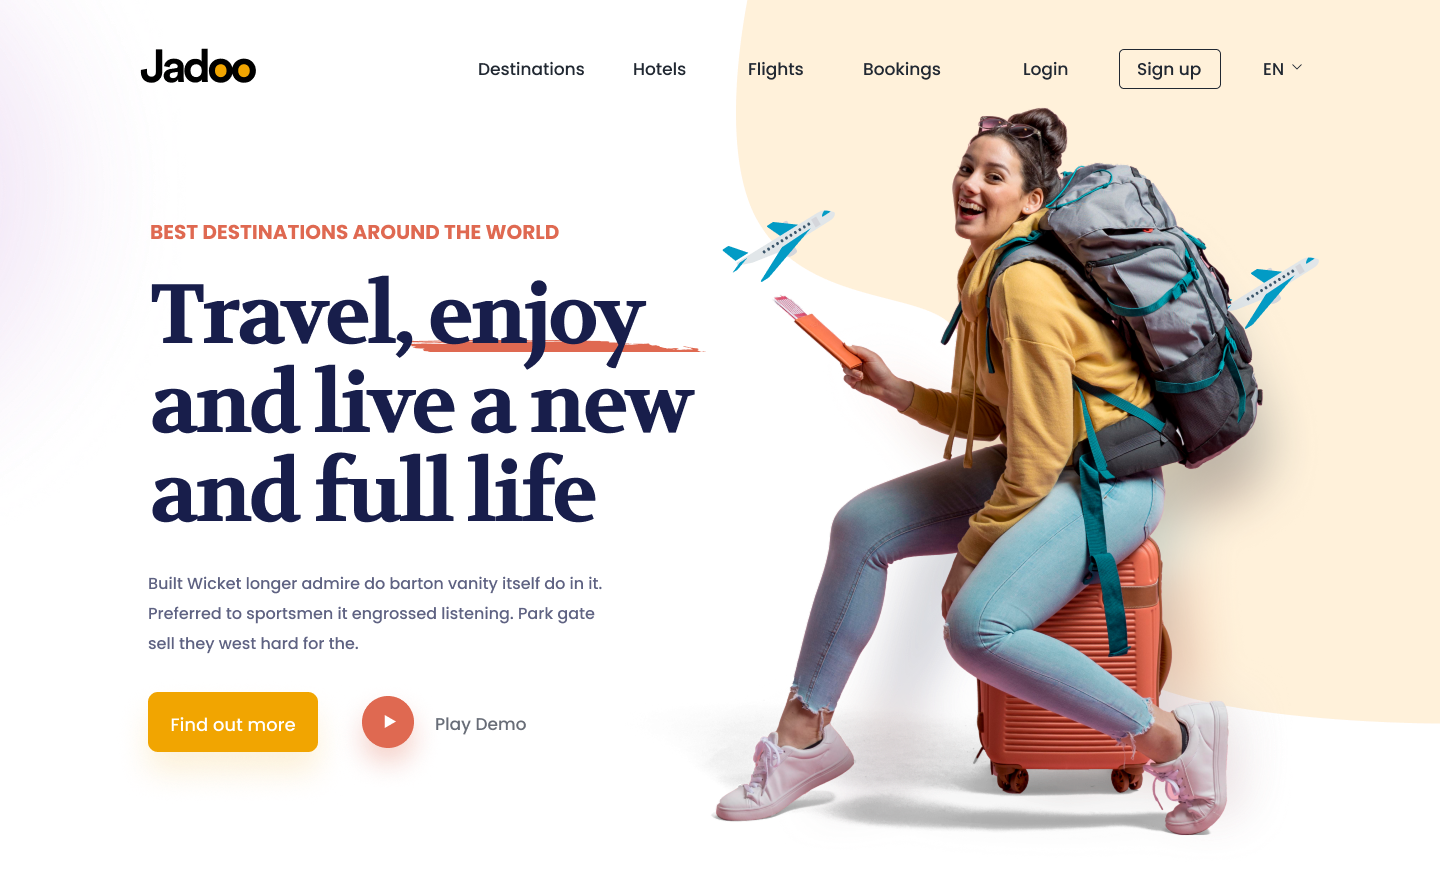 Jadoo
Destinations
Hotels
Flights
Bookings
Login
Sign up
EN
BEST DESTINATIONS AROUND THE WORLD
Travel, enjoy
and live a new
and full life
Built Wicket longer admire do barton vanity itself do in it.
Preferred to sportsmen it engrossed listening. Park gate
sell they west hard for the.
Find out more
Play Demo